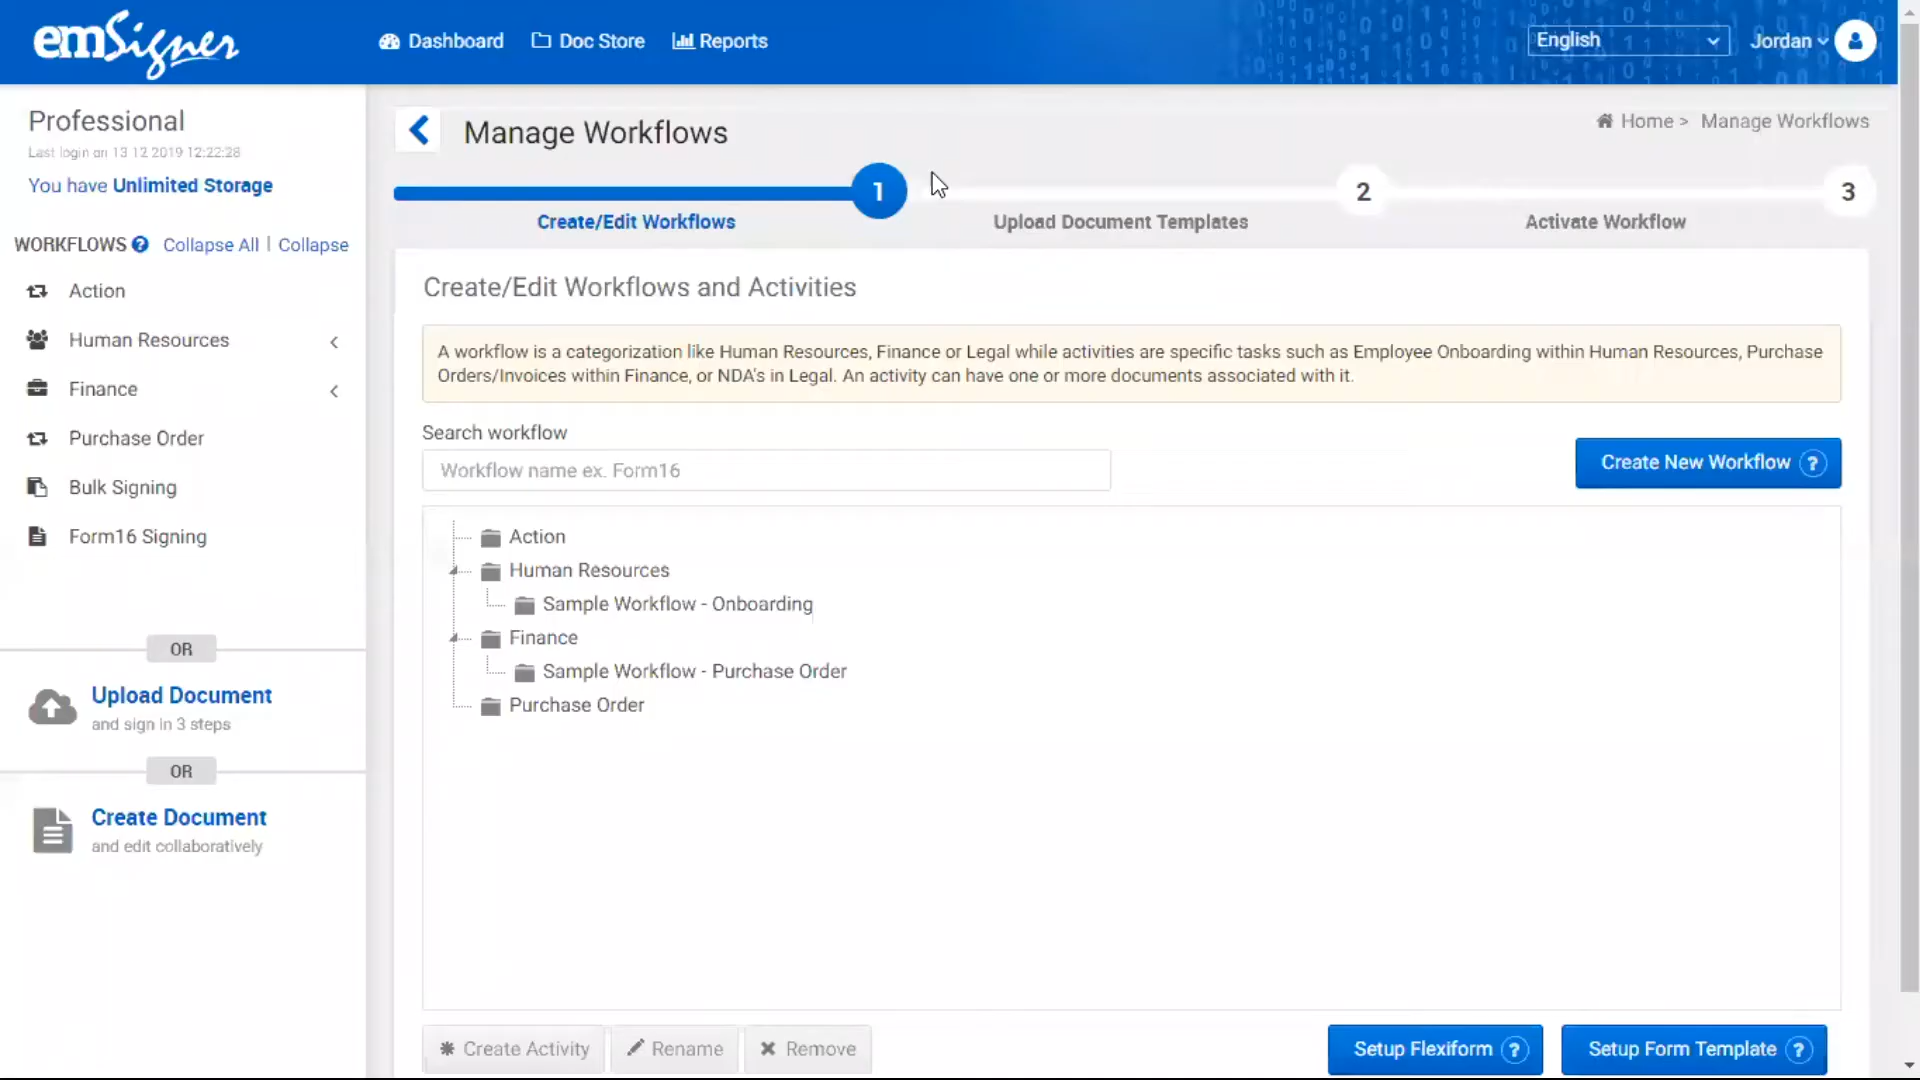 emSigner
Dashboard
Doc Store
Reports
English
Jordan
Professional
Last login on 13 12 2019 12:22:28
You have Unlimited Storage
WORKFLOWS ? Collapse All | Collapse
Action
Human Resources
Finance
Purchase Order
Bulk Signing
Form16 Signing
OR
Upload Document
and sign in 3 steps
OR
Create Document
and edit collaboratively
Manage Workflows
Home > Manage Workflows
1
2
3
Create/Edit Workflows
Upload Document Templates
Activate Workflow
Create/Edit Workflows and Activities
A workflow is a categorization like Human Resources, Finance or Legal while activities are specific tasks such as Employee Onboarding within Human Resources, Purchase
Orders/Invoices within Finance, or NDA's in Legal. An activity can have one or more documents associated with it.
Search workflow
Workflow name ex. Form16
Create New Workflow ?
Action
Human Resources
Sample Workflow - Onboarding
Finance
Sample Workflow - Purchase Order
Purchase Order
Create Activity
Rename
Remove
Setup Flexiform ?
Setup Form Template ?